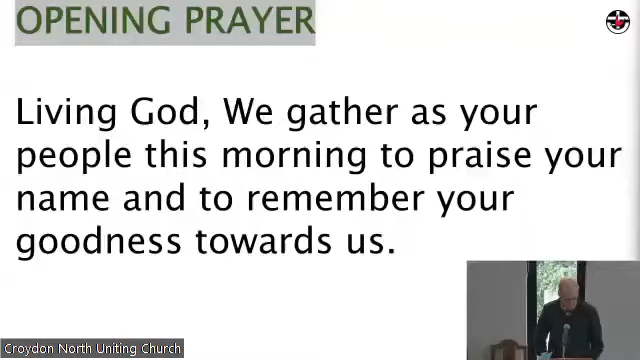 OPENING PRAYER
Living God, We gather as your
people this morning to praise your
name and to remember your
goodness towards us.
Croydon North Uniting Church